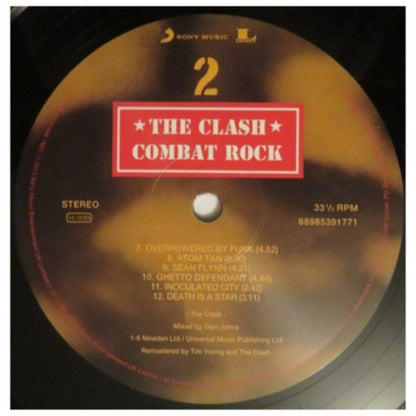 SONY MUSIC
2
THE CLASH
COMBAT ROCK
STEREO
33⅓ RPM
88985391771
7. OVERPOWERED BY FUNK (4.52)
8. ATOM TAN (2.30)
9. SEAN FLYNN (4.31)
10. GHETTO DEFENDANT (4.44)
11. INOCULATED CITY (2.42)
12. DEATH IS A STAR (3.11)
- The Clash -
Mixed by Glyn Johns
1-6 Nineden Ltd / Universal Music Publishing Ltd
Remastered by Tim Young and The Clash